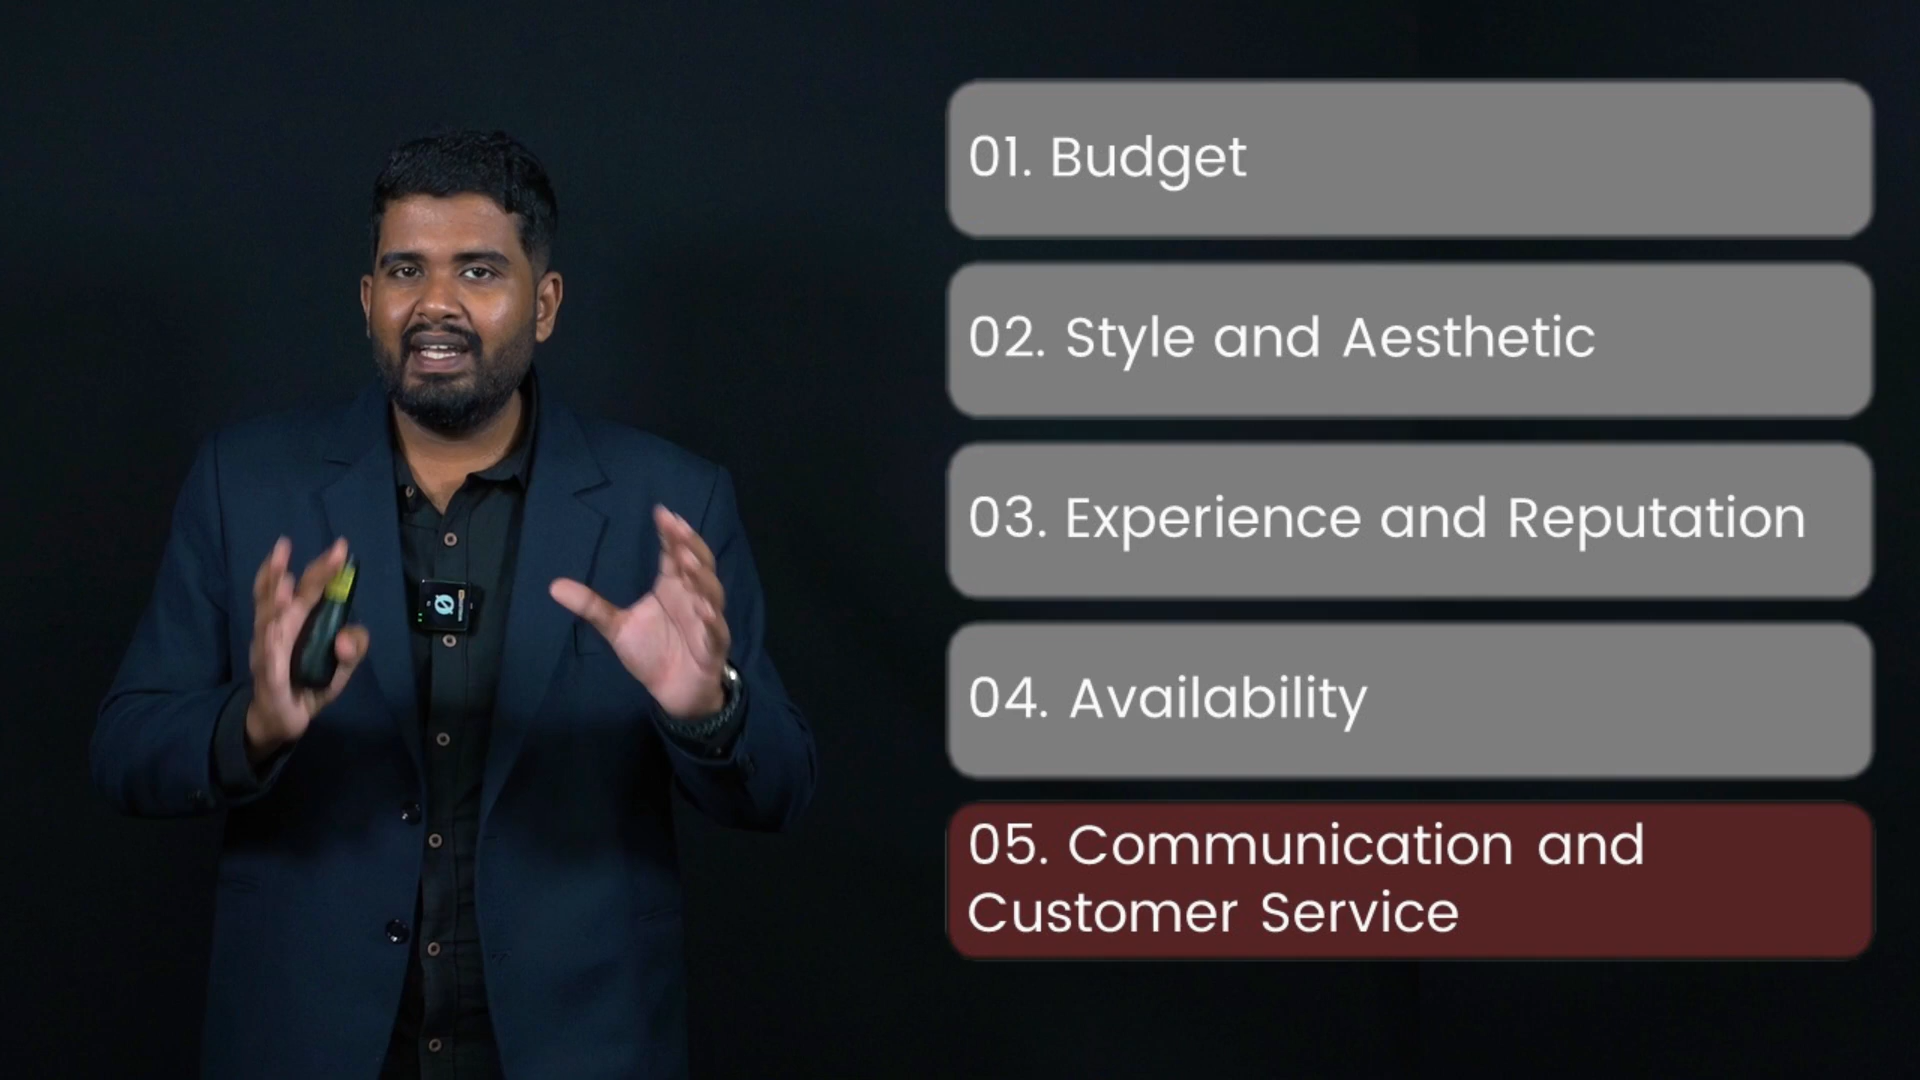 01. Budget
02. Style and Aesthetic
03. Experience and Reputation
04. Availability
05. Communication and
Customer Service